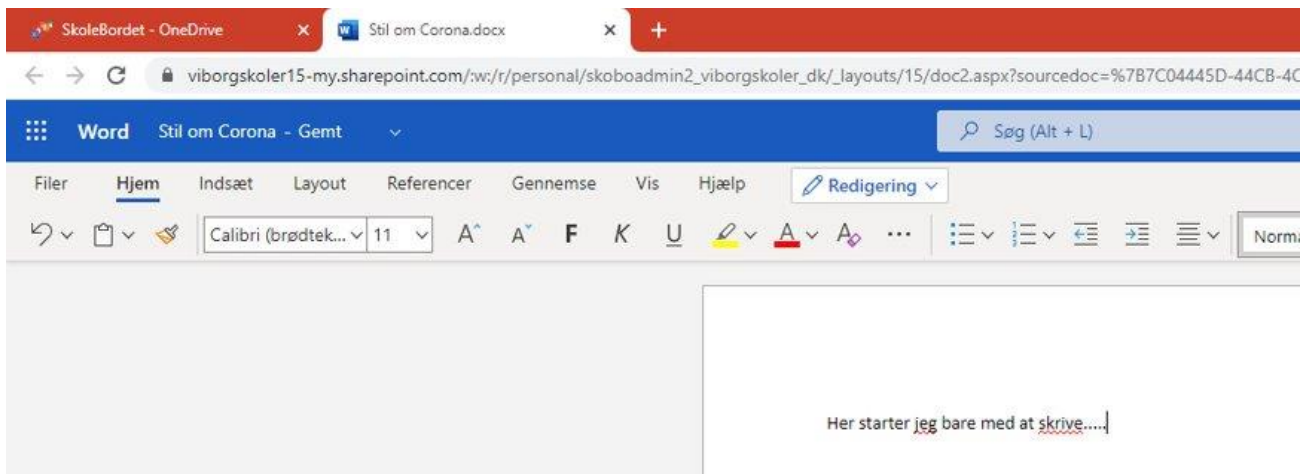 SkoleBordet - OneDrive
Stil om Corona.docx
viborgskoler15-my.sharepoint.com/:w:/r/personal/skoboadmin2_viborgskoler_dk/_layouts/15/doc2.aspx?sourcedoc=%7B7C04445D-44CB-4C
Word Stil om Corona - Gemt Søg (Alt + L)
Filer Hjem Indsæt Layout Referencer Gennemse Vis Hjælp Redigering
Calibri (brødtek... 11 A A F K U A A ... Norma
Her starter jeg bare med at skrive.....